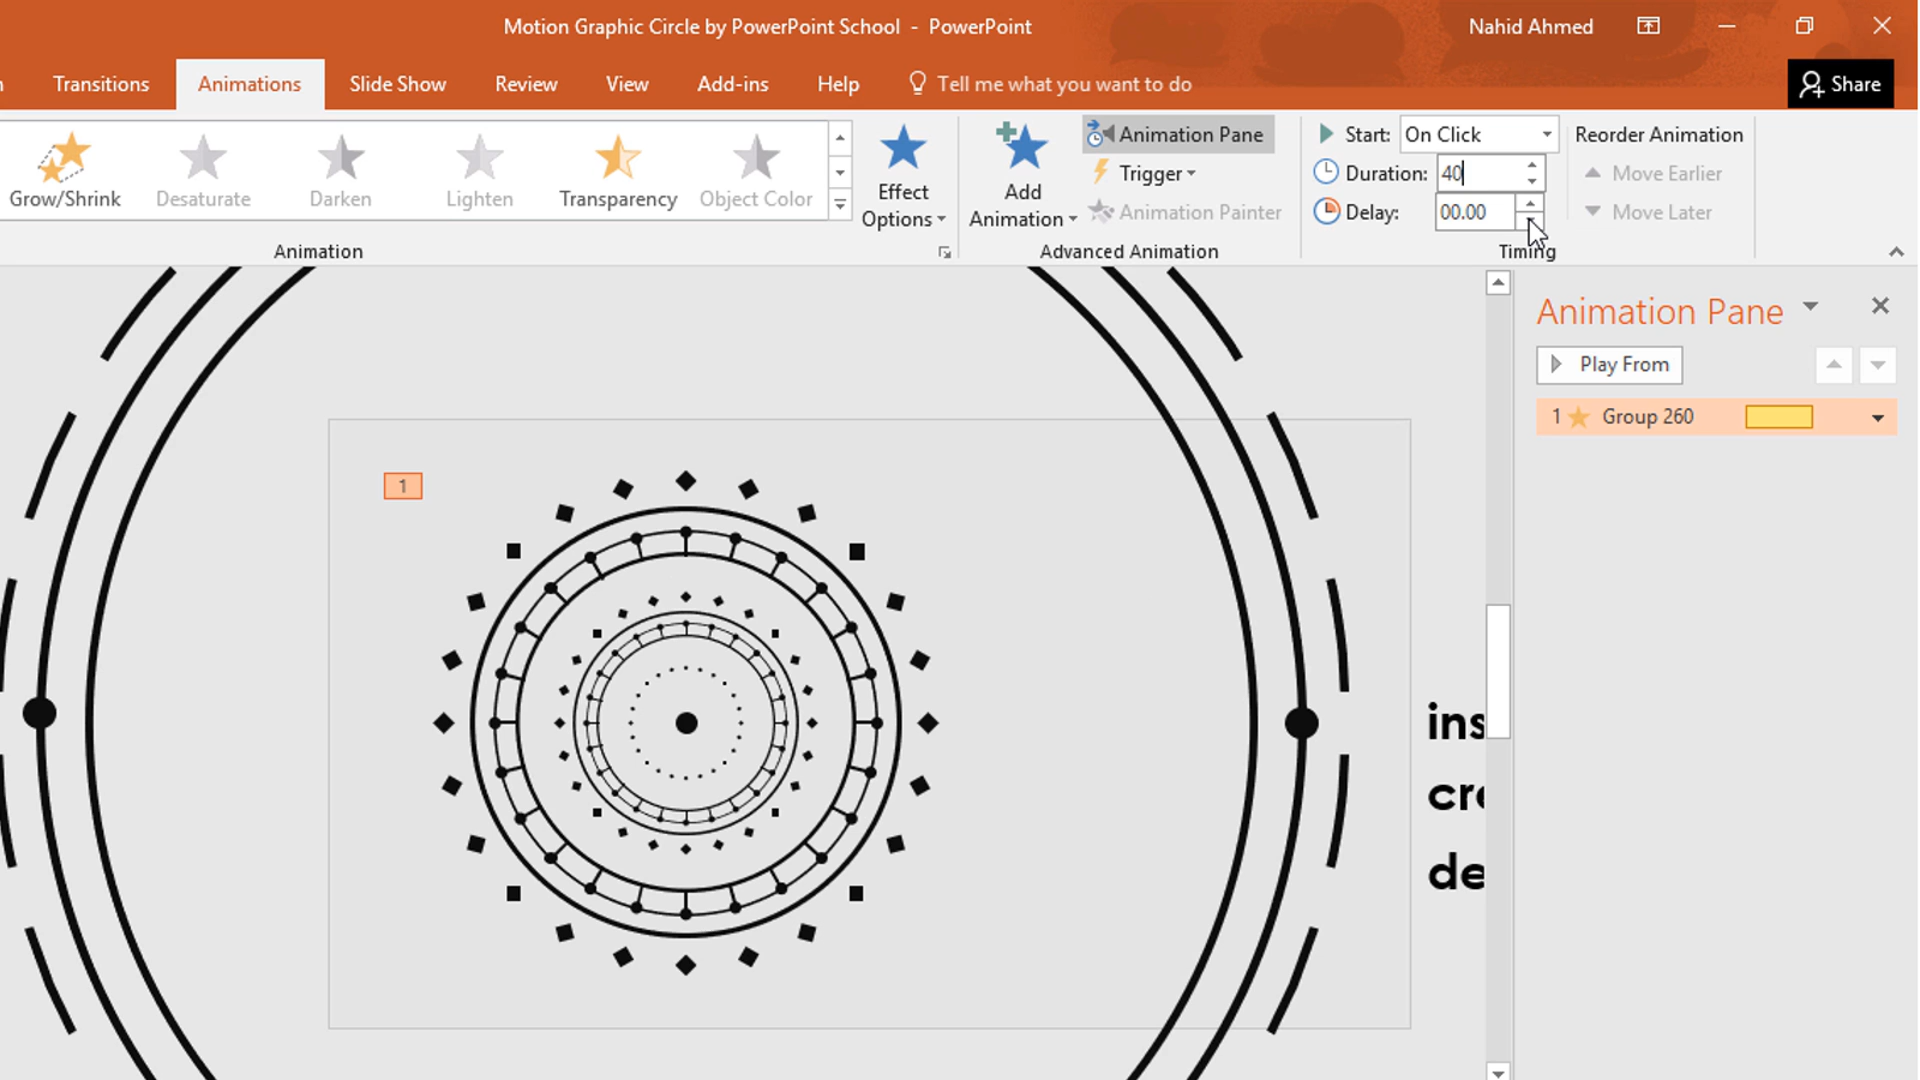 Motion Graphic Circle by PowerPoint School - PowerPoint
Nahid Ahmed
Transitions
Animations
Slide Show
Review
View
Add-ins
Help
Tell me what you want to do
Share
Grow/Shrink
Desaturate
Darken
Lighten
Transparency
Object Color
Effect
Options
Add
Animation
Animation Pane
Trigger
Animation Painter
Start: On Click
Duration: 40
Delay: 00.00
Reorder Animation
Move Earlier
Move Later
Animation
Advanced Animation
Timing
Animation Pane
Play From
1 Group 260
1
ins
cre
de